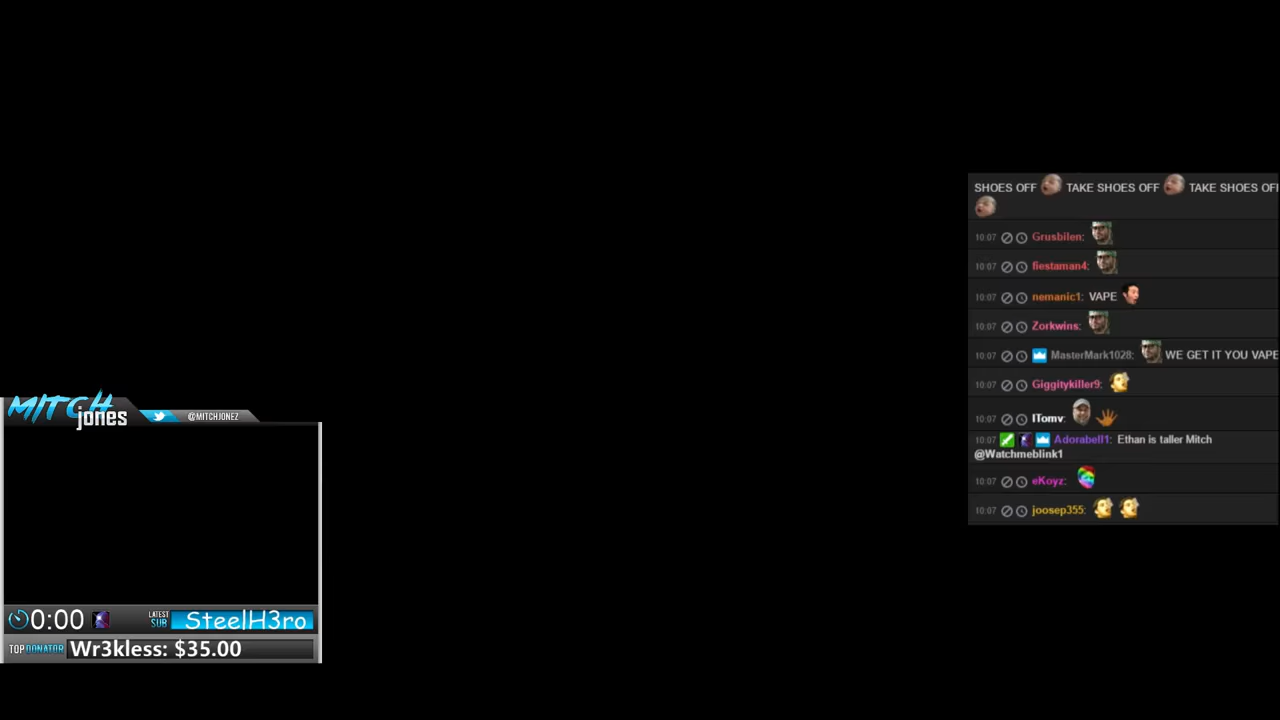 SHOES OFF TAKE SHOES OFF TAKE SHOES OFF
10:07 Grusbilen:
10:07 fiestaman4:
10:07 nemanic1: VAPE
10:07 Zorkwins:
10:07 MasterMark1028: WE GET IT YOU VAPE
10:07 Giggitykiller9:
10:07 ITomv:
10:07 Adorabell1: Ethan is taller Mitch
@Watchmeblink1
10:07 eKoyz:
10:07 joosep355:
MITCH
jones
@MITCHJONEZ
0:00
LATEST
SUB
SteelH3ro
TOP DONATOR Wr3kless: $35.00